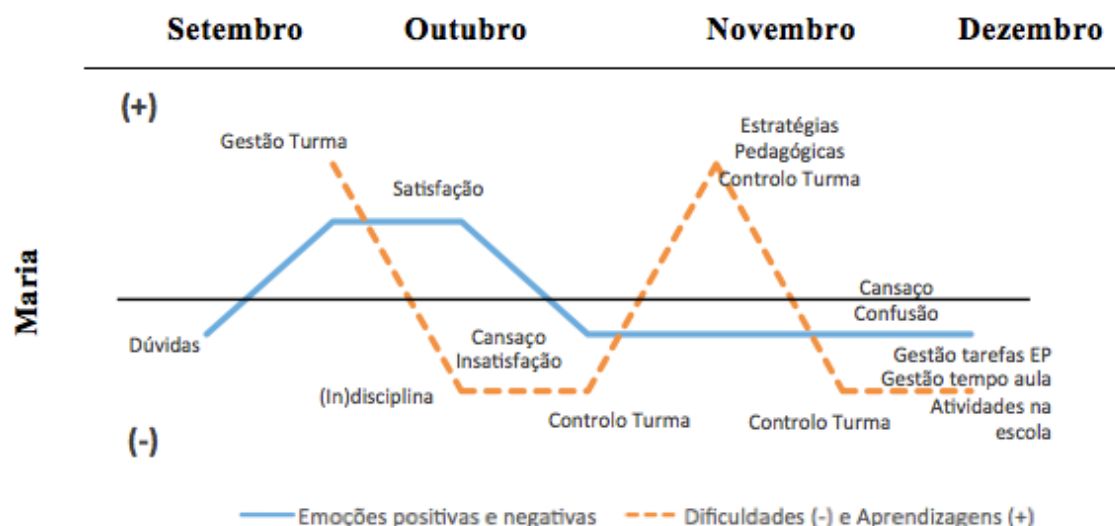 Setembro Outubro Novembro Dezembro
(+)
Estratégias
Gestão Turma
Pedagógicas
Satisfação
Controlo Turma
Maria
Cansaço
Confusão
Dúvidas
Cansaço
Insatisfação
Gestão tarefas EP
(In)disciplina
Gestão tempo aula
Controlo Turma
Controlo Turma
Atividades na
escola
(-)
Emoções positivas e negativas
Dificuldades (-) e Aprendizagens (+)